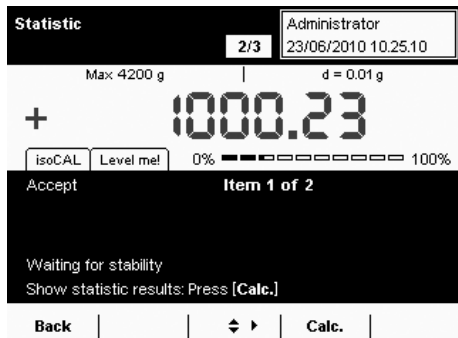 Statistic
2/3
Administrator
23/06/2010 10.25.10
Max 4200 g d = 0.01 g
+ 1000.23
isoCAL Level me! 0% 100%
Accept Item 1 of 2
Waiting for stability
Show statistic results: Press [Calc.]
Back Calc.